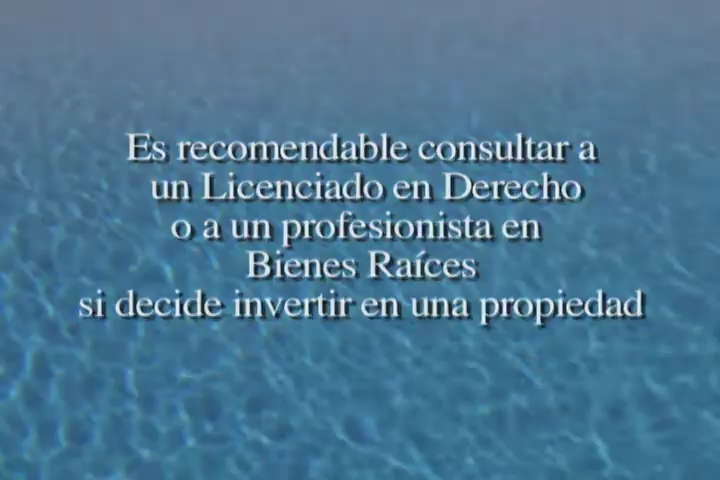 Es recomendable consultar a
un Licenciado en Derecho
o a un profesionista en
Bienes Raíces
si decide invertir en una propiedad